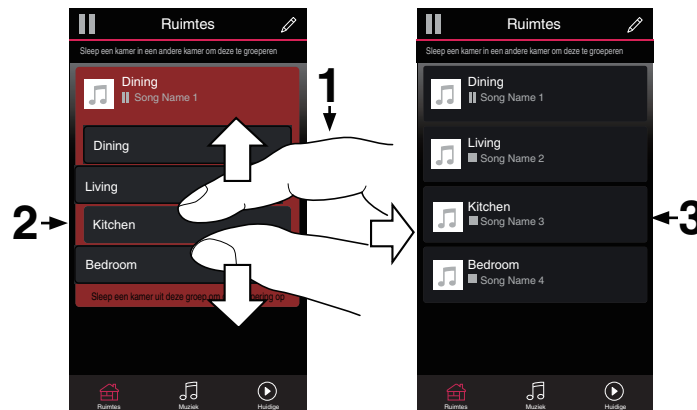 Ruimtes
Sleep een kamer in een andere kamer om deze te groeperen
Dining
Song Name 1
Dining
Living
Kitchen
Bedroom
Sleep een kamer uit deze groep om op
Ruimtes
Muziek
Huidige
1
2
Ruimtes
Sleep een kamer in een andere kamer om deze te groeperen
Dining
Song Name 1
Living
Song Name 2
Kitchen
Song Name 3
Bedroom
Song Name 4
Ruimtes
Muziek
Huidige
3